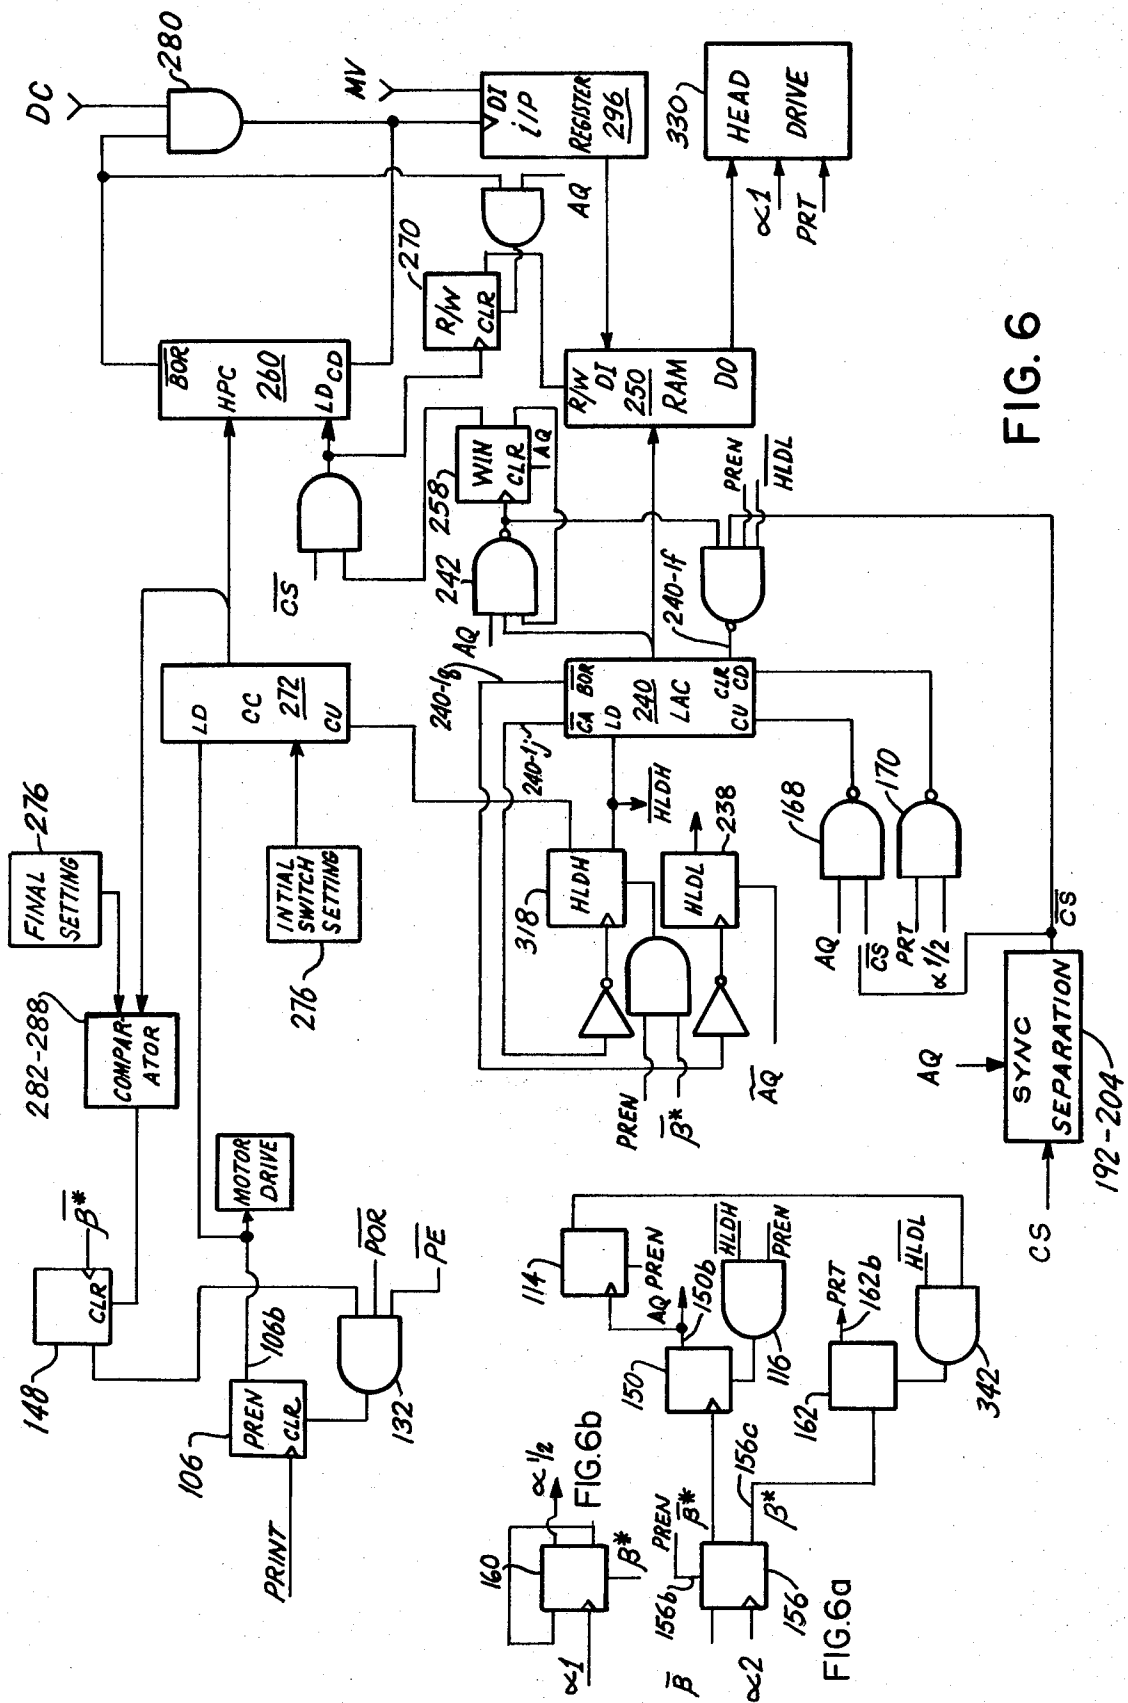 DC
280
BOR
HPC
260
LD CD
MV
DI
i/P
REGISTER
296
AQ
270
R/W
CLR
330
HEAD
DRIVE
α1
PRT
R/W
DI
250
RAM
DO
258
WIN
CLR
AQ
242
AQ
CS
PREN
HLDL
240-1f
240-1g
240-1j
CA
BOR
LD
240
LAC
CLR
CU
CD
LD
CC
272
CU
276
FINAL
SETTING
INTIAL
SWITCH
SETTING
276
282-288
COMPAR-
ATOR
318
HLDH
HLDH
HLDL
238
PREN
β*
AQ
168
170
AQ
CS
PRT
α 1/2
CS
AQ
SYNC
SEPARATION
192-204
CS
MOTOR
DRIVE
β*
148
CLR
POR
PE
132
106
PREN
CLR
106b
PRINT
114
PREN
AQ
150
150b
HLDH
PREN
116
PRT
162b
162
HLDL
342
160
α1
α 1/2
β*
FIG.6b
PREN
β*
156b
156c
β*
156
β
α2
FIG.6a
FIG. 6